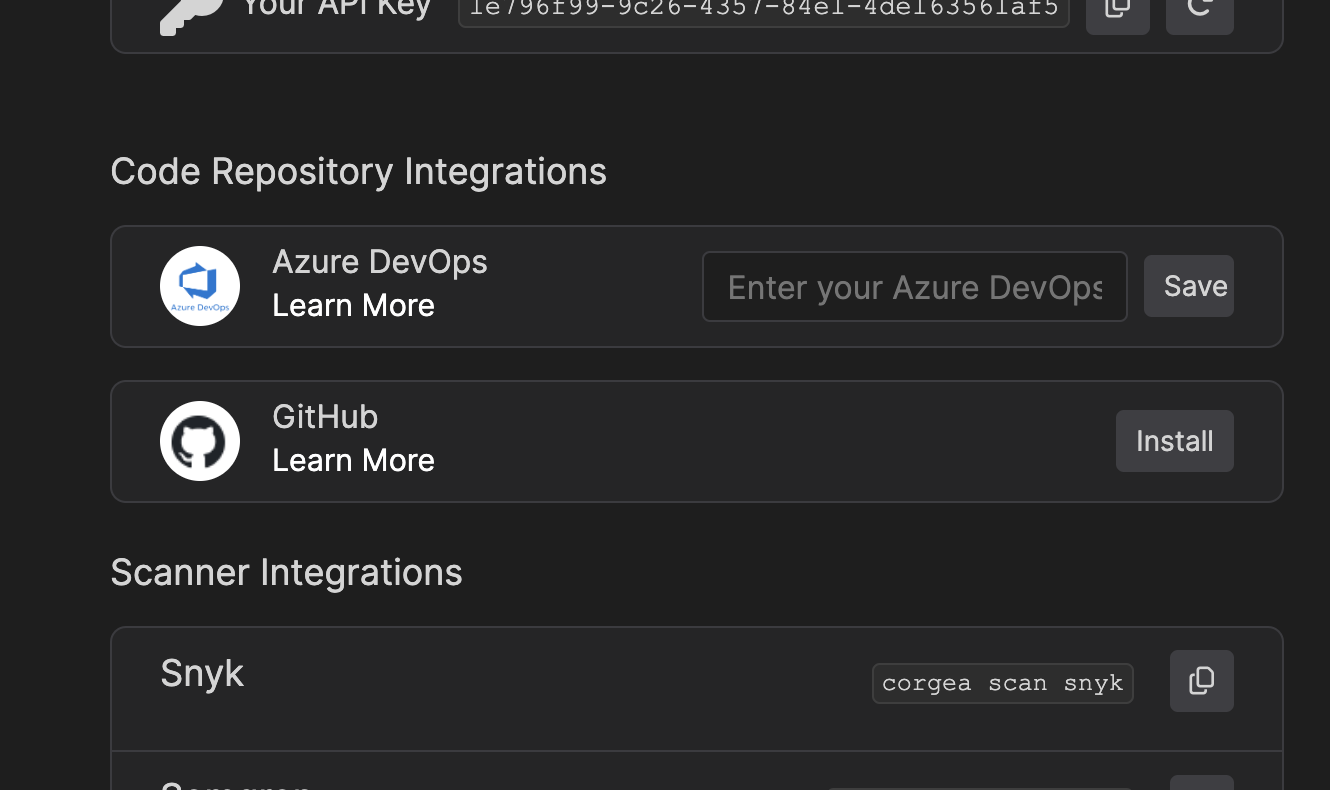 Your API Key
1e796f99-9c26-4357-84e1-4de163561af5
Code Repository Integrations
Azure DevOps
Azure DevOps
Learn More
Enter your Azure DevOps
Save
GitHub
Learn More
Install
Scanner Integrations
Snyk
corgea scan snyk